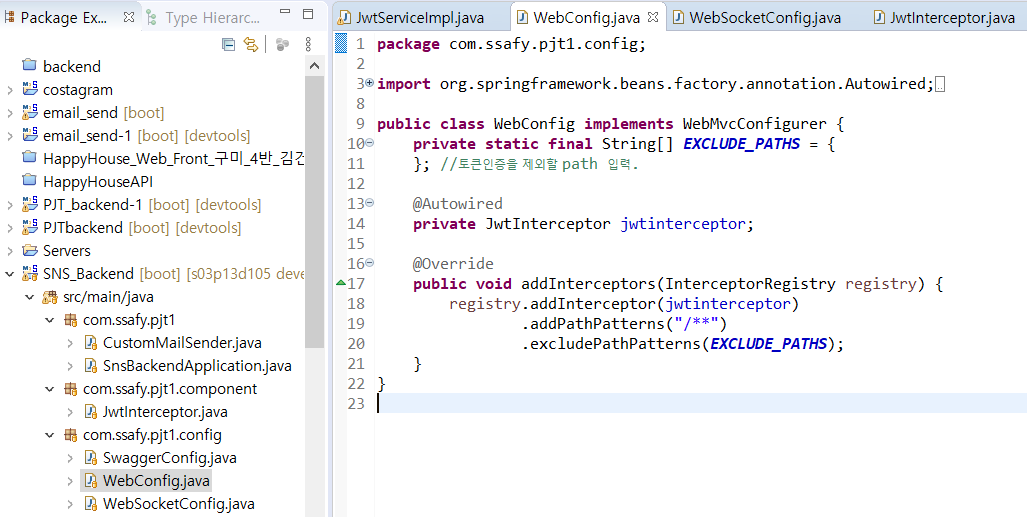 Package Ex...
Type Hierarc...
backend
costagram
email_send [boot]
email_send-1 [boot] [devtools]
HappyHouse_Web_Front_구미_4반_김건
HappyHouseAPI
PJT_backend-1 [boot] [devtools]
PJTbackend [boot] [devtools]
Servers
SNS_Backend [boot] [s03p13d105 deve
src/main/java
com.ssafy.pjt1
CustomMailSender.java
SnsBackendApplication.java
com.ssafy.pjt1.component
JwtInterceptor.java
com.ssafy.pjt1.config
SwaggerConfig.java
WebConfig.java
WebSocketConfig.java
JwtServiceImpl.java
WebConfig.java
WebSocketConfig.java
JwtInterceptor.java
1 package com.ssafy.pjt1.config;
2
3 import org.springframework.beans.factory.annotation.Autowired;
8
9 public class WebConfig implements WebMvcConfigurer {
10 private static final String[] EXCLUDE_PATHS = {
11 }; //토큰인증을 제외할 path 입력.
12
13 @Autowired
14 private JwtInterceptor jwtinterceptor;
15
16 @Override
17 public void addInterceptors(InterceptorRegistry registry) {
18 registry.addInterceptor(jwtinterceptor)
19 .addPathPatterns("/**")
20 .excludePathPatterns(EXCLUDE_PATHS);
21 }
22 }
23